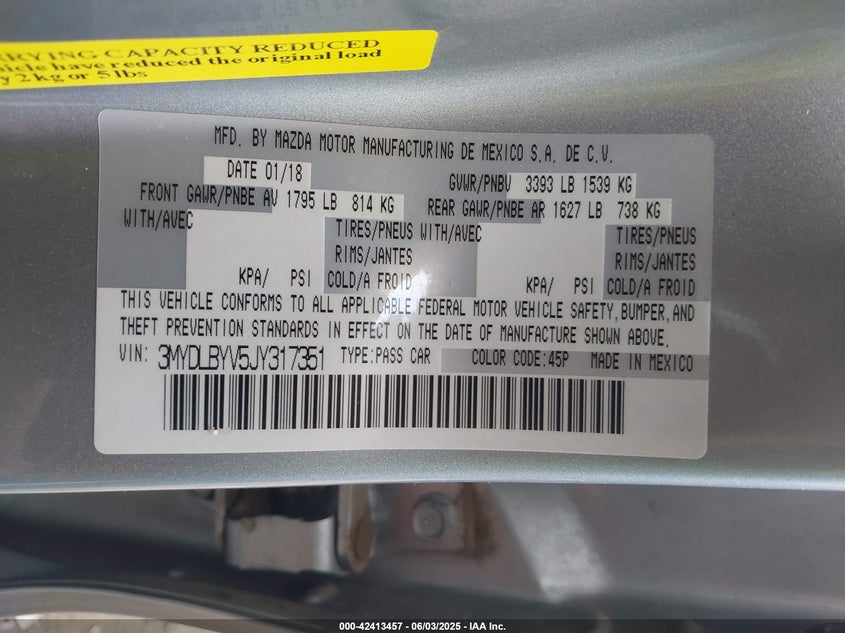 RRYING CAPACITY REDUCED
hicle have reduced the original load
y 2 kg or 5 lbs
MFD. BY MAZDA MOTOR MANUFACTURING DE MEXICO S.A. DE C.V.
DATE 01/18 GVWR/PNBV 3393 LB 1539 KG
FRONT GAWR/PNBE AV 1795 LB 814 KG REAR GAWR/PNBE AR 1627 LB 738 KG
WITH/AVEC TIRES/PNEUS WITH/AVEC TIRES/PNEUS
RIMS/JANTES RIMS/JANTES
KPA/ PSI COLD/A FROID KPA/ PSI COLD/A FROID
THIS VEHICLE CONFORMS TO ALL APPLICABLE FEDERAL MOTOR VEHICLE SAFETY, BUMPER, AND
THEFT PREVENTION STANDARDS IN EFFECT ON THE DATE OF MANUFACTURE SHOWN ABOVE.
VIN: 3MYDLBYV5JY317351 TYPE:PASS CAR COLOR CODE:45P MADE IN MEXICO
000-42413457 - 06/03/2025 - IAA Inc.